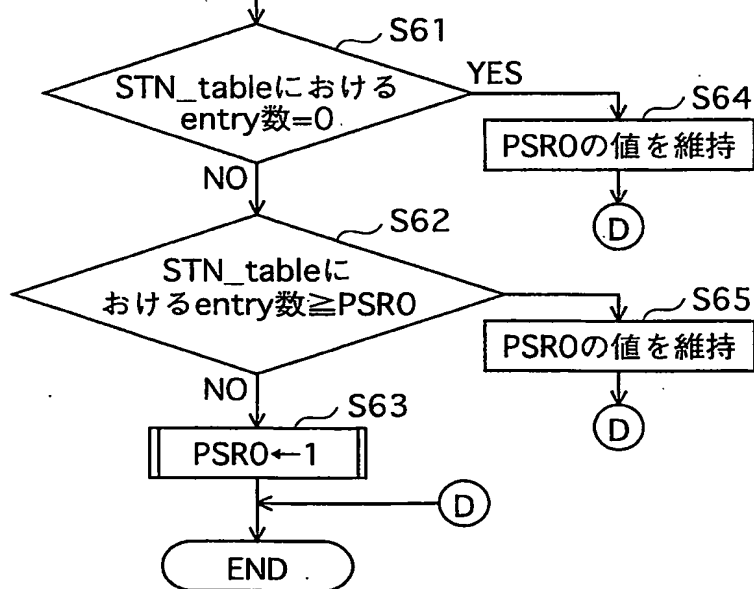 S61
STN_tableにおける
entry数=0
YES
S64
PSR0の値を維持
D
NO
S62
STN_tableに
おけるentry数≧PSR0
S65
PSR0の値を維持
D
NO
S63
PSR0←1
D
END